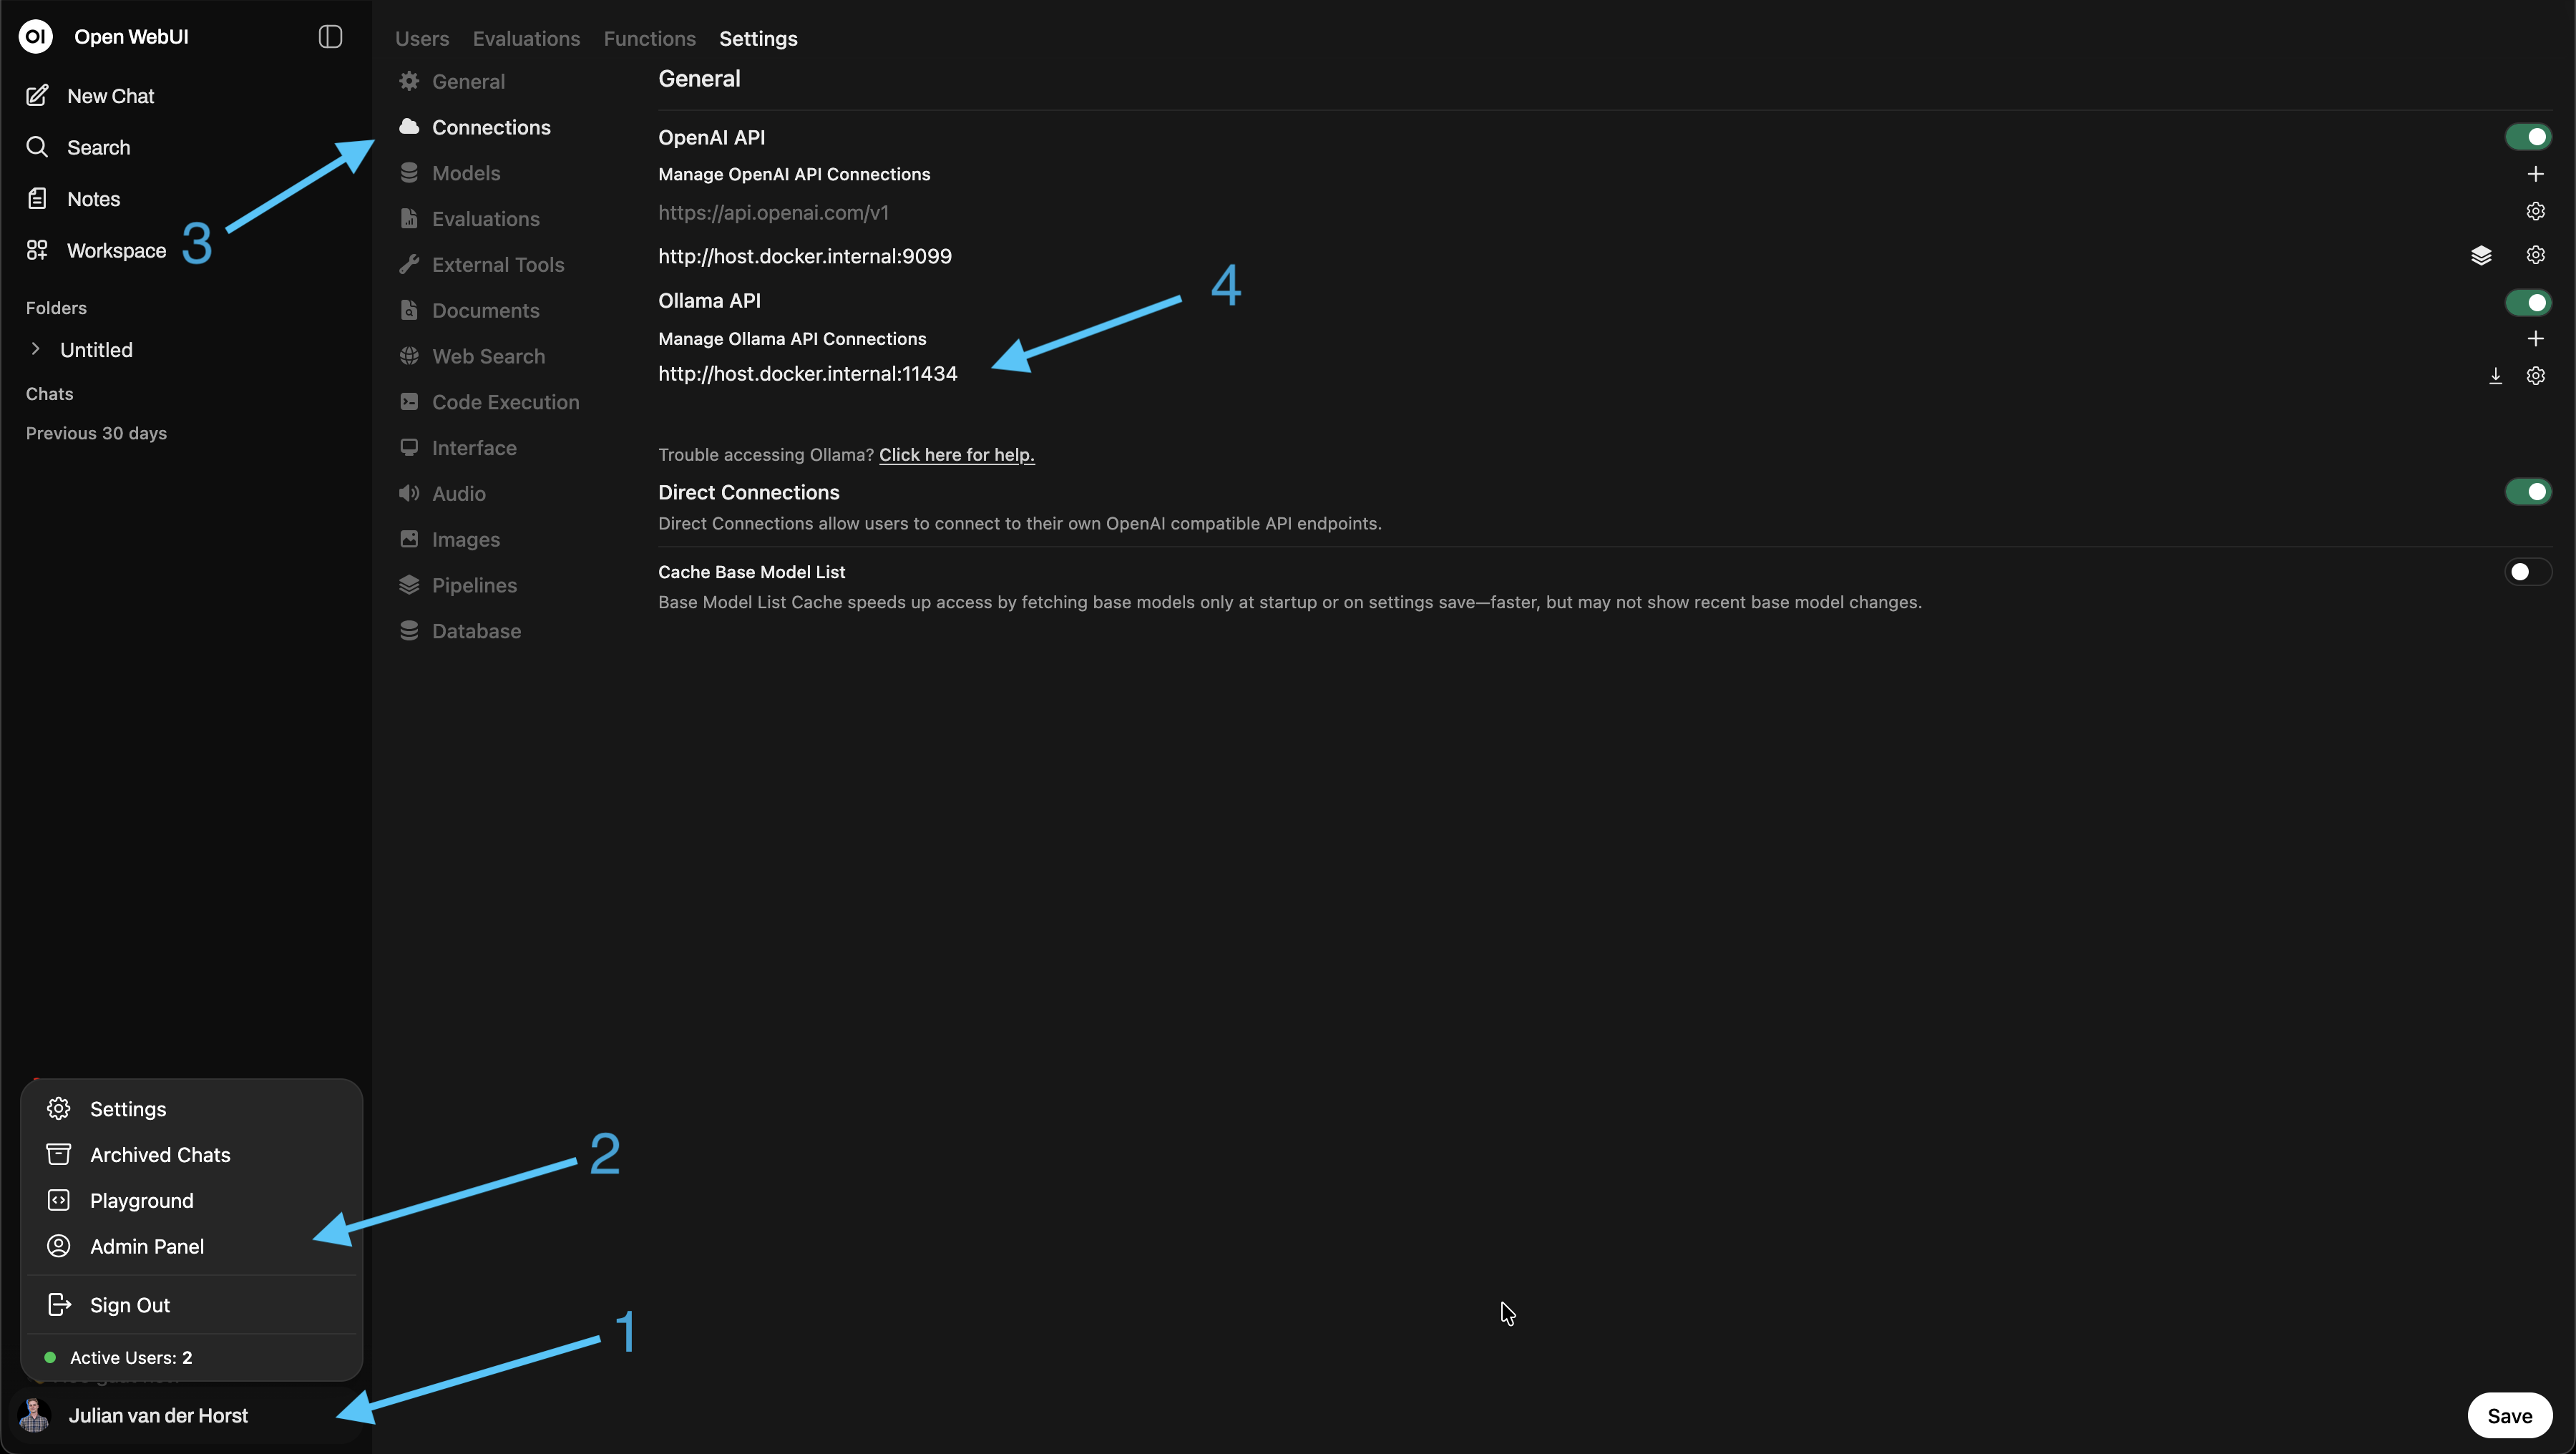 OI Open WebUI
New Chat
Search
Notes
Workspace
Folders
Untitled
Chats
Previous 30 days
3
Users Evaluations Functions Settings
General
Connections
Models
Evaluations
External Tools
Documents
Web Search
Code Execution
Interface
Audio
Images
Pipelines
Database
General
OpenAI API
Manage OpenAI API Connections
https://api.openai.com/v1
http://host.docker.internal:9099
Ollama API
4
Manage Ollama API Connections
http://host.docker.internal:11434
Trouble accessing Ollama? Click here for help.
Direct Connections
Direct Connections allow users to connect to their own OpenAI compatible API endpoints.
Cache Base Model List
Base Model List Cache speeds up access by fetching base models only at startup or on settings save—faster, but may not show recent base model changes.
Settings
Archived Chats
2
Playground
Admin Panel
Sign Out
1
Active Users: 2
Julian van der Horst
Save